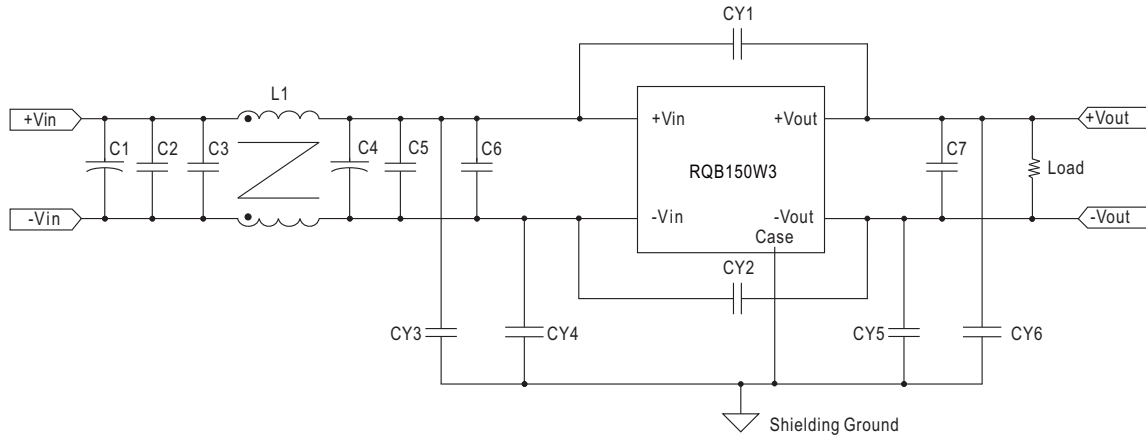 CY1
L1
+Vin
C1
C2
C3
C4
C5
C6
+Vin
+Vout
C7
+Vout
RQB150W3
Load
-Vin
-Vin
-Vout
-Vout
Case
CY2
CY3
CY4
CY5
CY6
Shielding Ground